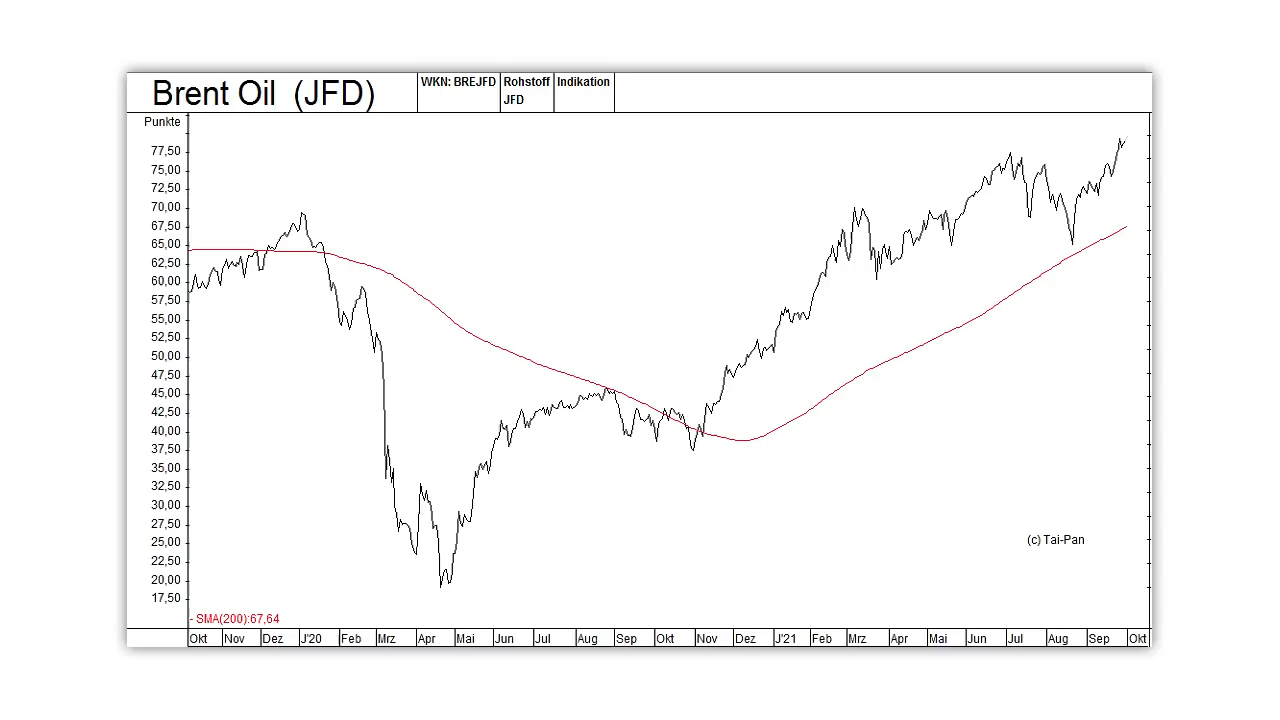 Brent Oil (JFD)
WKN: BREJFD
Rohstoff
JFD
Indikation
Punkte
77,50
75,00
72,50
70,00
67,50
65,00
62,50
60,00
57,50
55,00
52,50
50,00
47,50
45,00
42,50
40,00
37,50
35,00
32,50
30,00
27,50
25,00
22,50
20,00
17,50
(c) Tai-Pan
- SMA(200):67,64
Okt Nov Dez J'20 Feb Mrz Apr Mai Jun Jul Aug Sep Okt Nov Dez J'21 Feb Mrz Apr Mai Jun Jul Aug Sep Okt